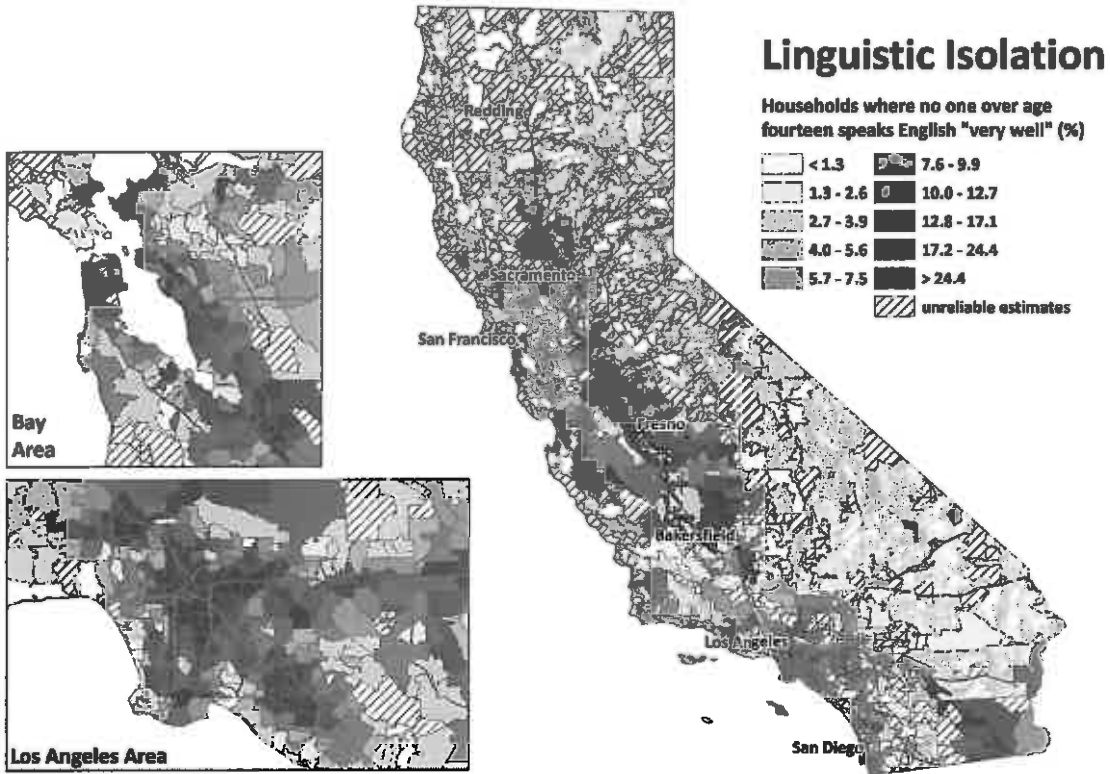 Linguistic Isolation
Households where no one over age
fourteen speaks English "very well" (%)
< 1.3
1.3 - 2.6
2.7 - 3.9
4.0 - 5.6
5.7 - 7.5
7.6 - 9.9
10.0 - 12.7
12.8 - 17.1
17.2 - 24.4
> 24.4
unreliable estimates
Redding
Sacramento
San Francisco
Fresno
Bakersfield
Los Angeles
San Diego
Bay
Area
Los Angeles Area